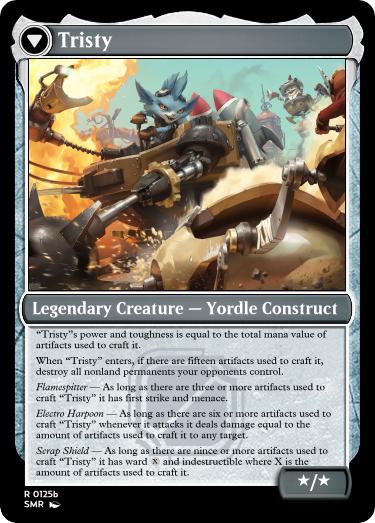 Tristy
Legendary Creature — Yordle Construct
“Tristy”s power and toughness is equal to the total mana value of
artifacts used to craft it.
When “Tristy” enters, if there are fifteen artifacts used to craft it,
destroy all nonland permanents your opponents control.
Flamespitter — As long as there are three or more artifacts used to
craft “Tristy” it has first strike and menace.
Electro Harpoon — As long as there are six or more artifacts used to
craft “Tristy” whenever it attacks it deals damage equal to the
amount of artifacts used to craft it to any target.
Scrap Shield — As long as there are nince or more artifacts used to
craft “Tristy” it has ward X and indestructible where X is the
amount of artifacts used to craft it.
★/★
R 0125b
SMR